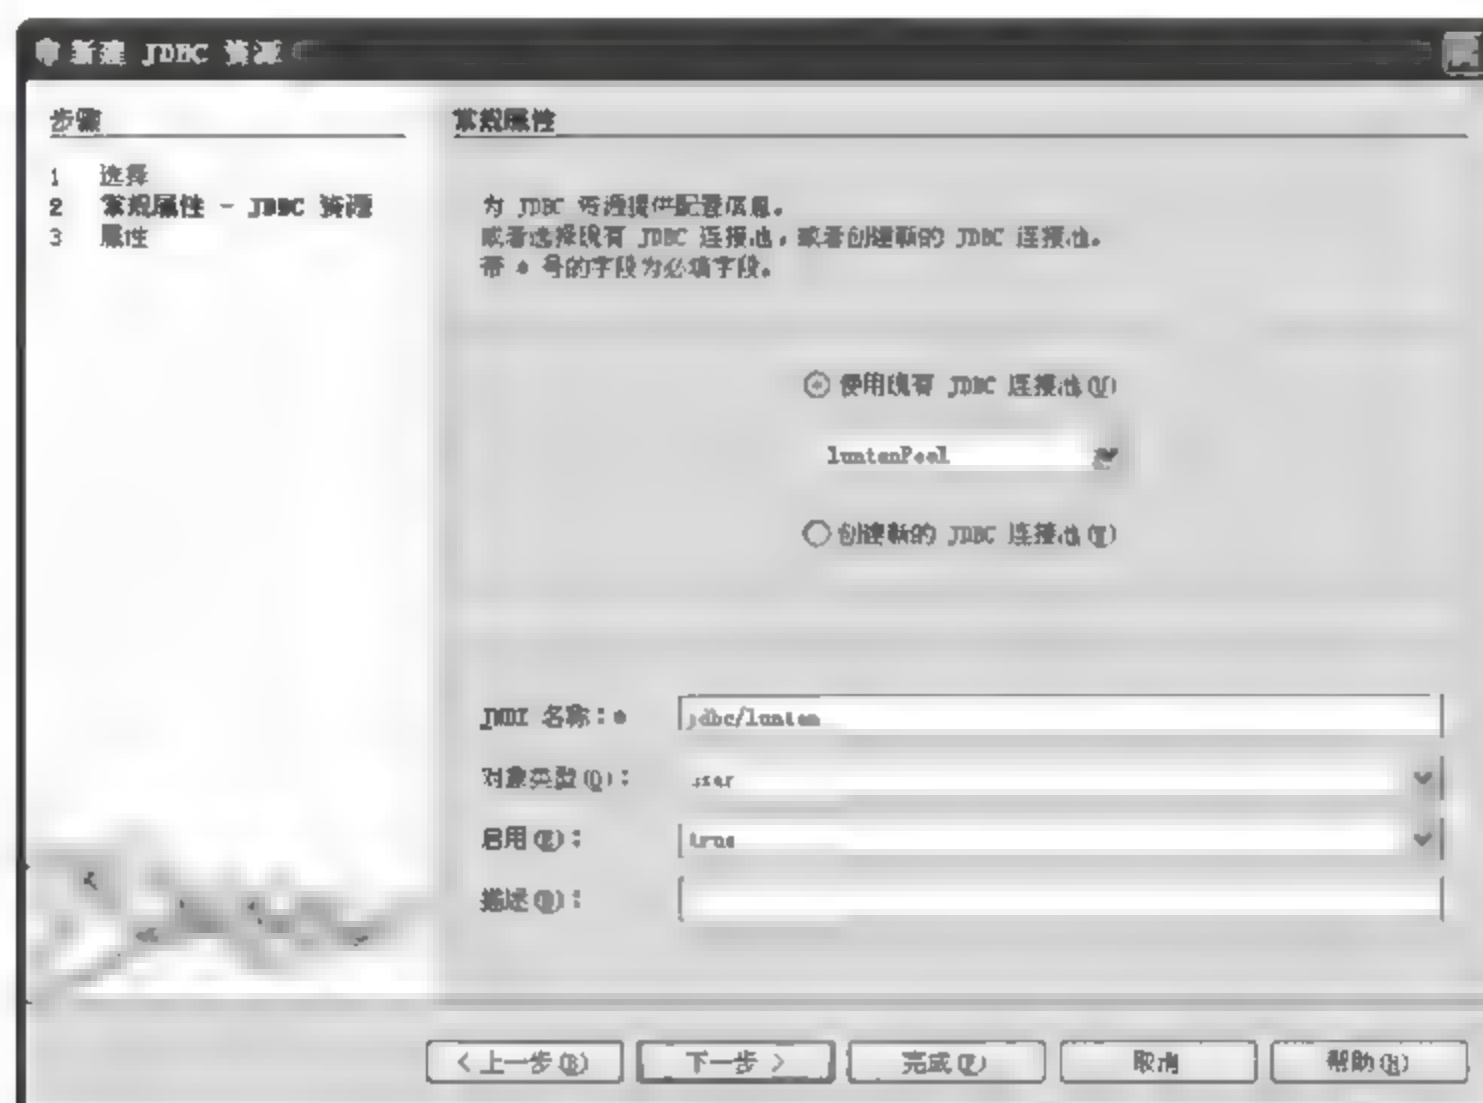 新建 JDBC 资源
步骤
1 选择
2 常规属性 - JDBC 资源
3 属性
常规属性
为 JDBC 资源提供配置信息。
或者选择现有 JDBC 连接池，或者创建新的 JDBC 连接池。
带 * 号的字段为必填字段。
使用现有 JDBC 连接池(U)
luntanPool
创建新的 JDBC 连接池
JNDI 名称：*
jdbc/luntan
对象类型(O)：
user
启用(E)：
true
描述(D)：
< 上一步(B)
下一步 >
完成(F)
取消
帮助(H)